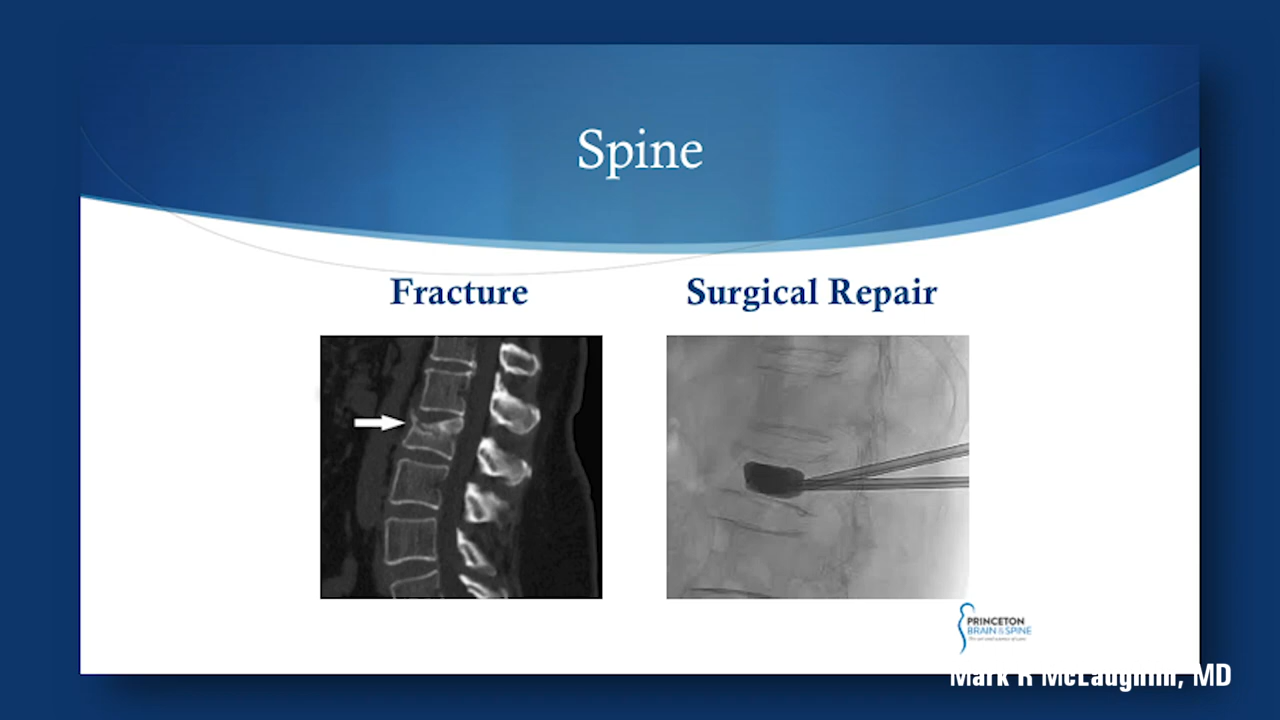 Spine
Fracture
Surgical Repair
PRINCETON
BRAIN & SPINE
Mark R McLaughlin, MD